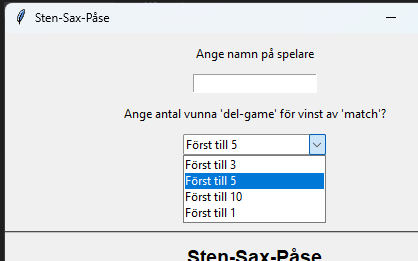 Sten-Sax-Påse
Ange namn på spelare
Ange antal vunna 'del-game' för vinst av 'match'?
Först till 5
Först till 3
Först till 5
Först till 10
Först till 1
Sten-Sax-Påse